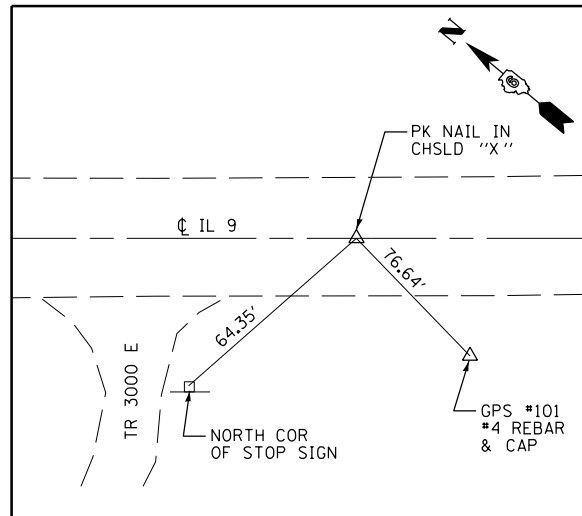 N
9
PK NAIL IN
CHSLD "X"
℄ IL 9
76.64'
64.35'
TR 3000 E
NORTH COR
OF STOP SIGN
GPS #101
#4 REBAR
& CAP